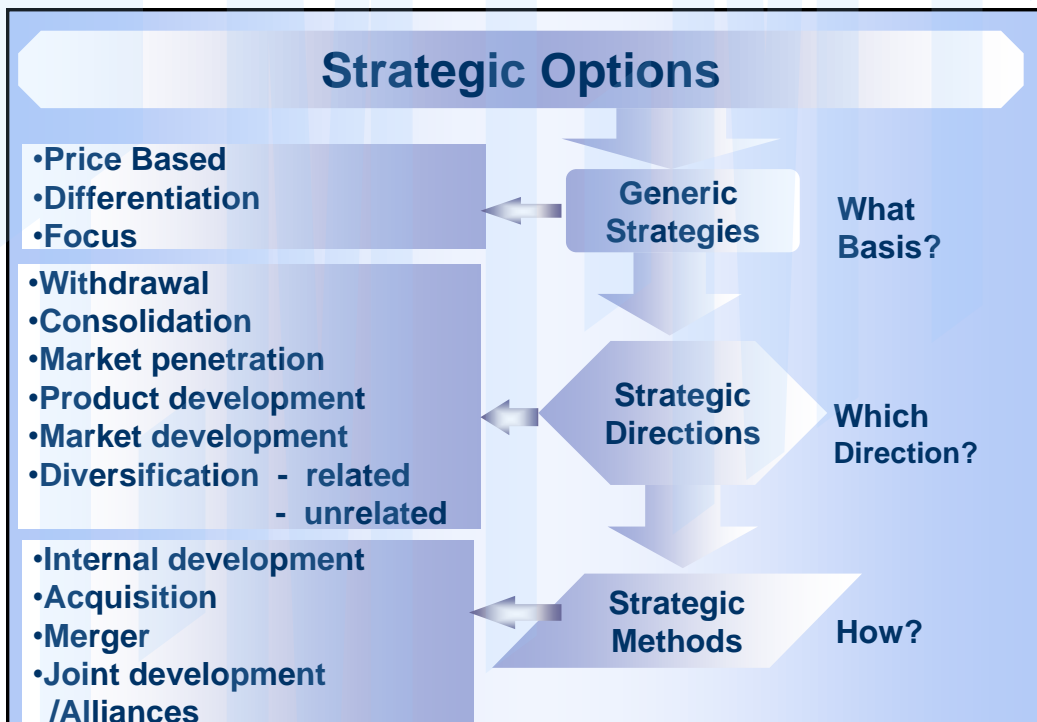 Strategic Options
•Price Based
•Differentiation
•Focus
Generic
Strategies
What
Basis?
•Withdrawal
•Consolidation
•Market penetration
•Product development
•Market development
•Diversification - related
- unrelated
Strategic
Directions
Which
Direction?
•Internal development
•Acquisition
•Merger
•Joint development
/Alliances
Strategic
Methods
How?